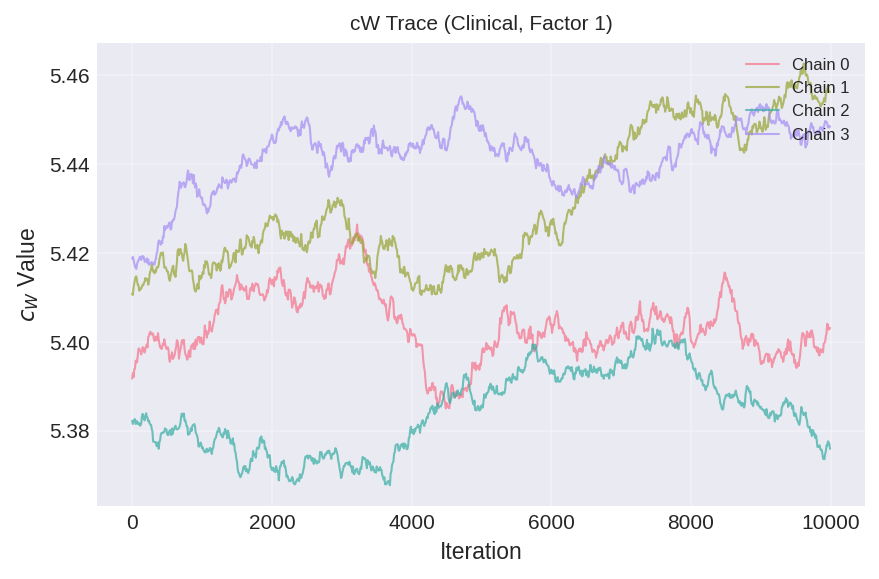 cW Trace (Clinical, Factor 1)
Chain 0
Chain 1
Chain 2
Chain 3
5.46
5.44
5.42
5.40
5.38
cW Value
0 2000 4000 6000 8000 10000
Iteration